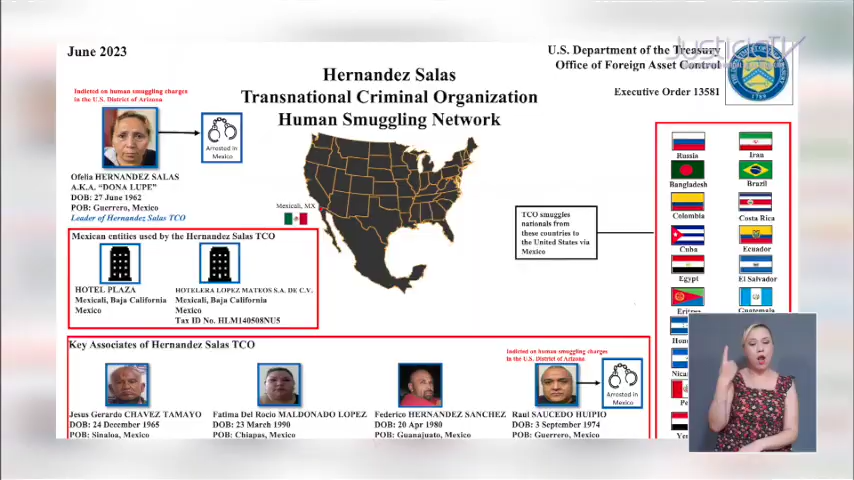 June 2023
JusticiaTV
U.S. Department of the Treasury
Office of Foreign Asset Control
Executive Order 13581
Hernandez Salas
Transnational Criminal Organization
Human Smuggling Network
Indicted on human smuggling charges
in the U.S. District of Arizona
Arrested in
Mexico
Ofelia HERNANDEZ SALAS
A.K.A. “DONA LUPE”
DOB: 27 June 1962
POB: Guerrero, Mexico
Leader of Hernandez Salas TCO
Mexicali, MX
TCO smuggles
nationals from
these countries to
the United States via
Mexico
Russia
Iran
Bangladesh
Brazil
Colombia
Costa Rica
Cuba
Ecuador
Egypt
El Salvador
Eritrea
Guatemala
Mexican entities used by the Hernandez Salas TCO
HOTEL PLAZA
Mexicali, Baja California
Mexico
HOTELERA LOPEZ MATEOS S.A. DE C.V.
Mexicali, Baja California
Mexico
Tax ID No. HLM140508NU5
Key Associates of Hernandez Salas TCO
Indicted on human smuggling charges
in the U.S. District of Arizona
Arrested in
Mexico
Jesus Gerardo CHAVEZ TAMAYO
DOB: 24 December 1965
POB: Sinaloa, Mexico
Fatima Del Rocio MALDONADO LOPEZ
DOB: 23 March 1990
POB: Chiapas, Mexico
Federico HERNANDEZ SANCHEZ
DOB: 20 Apr 1980
POB: Guanajuato, Mexico
Raul SAUCEDO HUIPIO
DOB: 3 September 1974
POB: Guerrero, Mexico